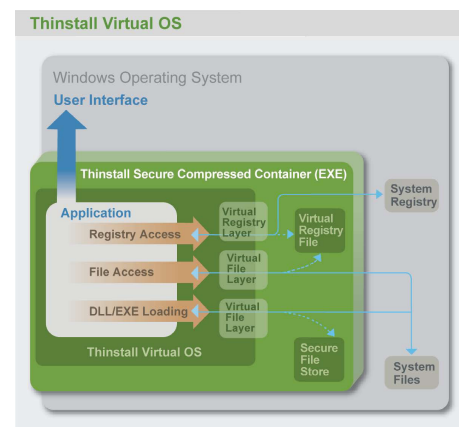 Thinstall Virtual OS
Windows Operating System
User Interface
Thinstall Secure Compressed Container (EXE)
Application
Registry Access
File Access
DLL/EXE Loading
Virtual
Registry
Layer
Virtual
File
Layer
Virtual
File
Layer
Virtual
Registry
File
Secure
File
Store
System
Registry
System
Files
Thinstall Virtual OS